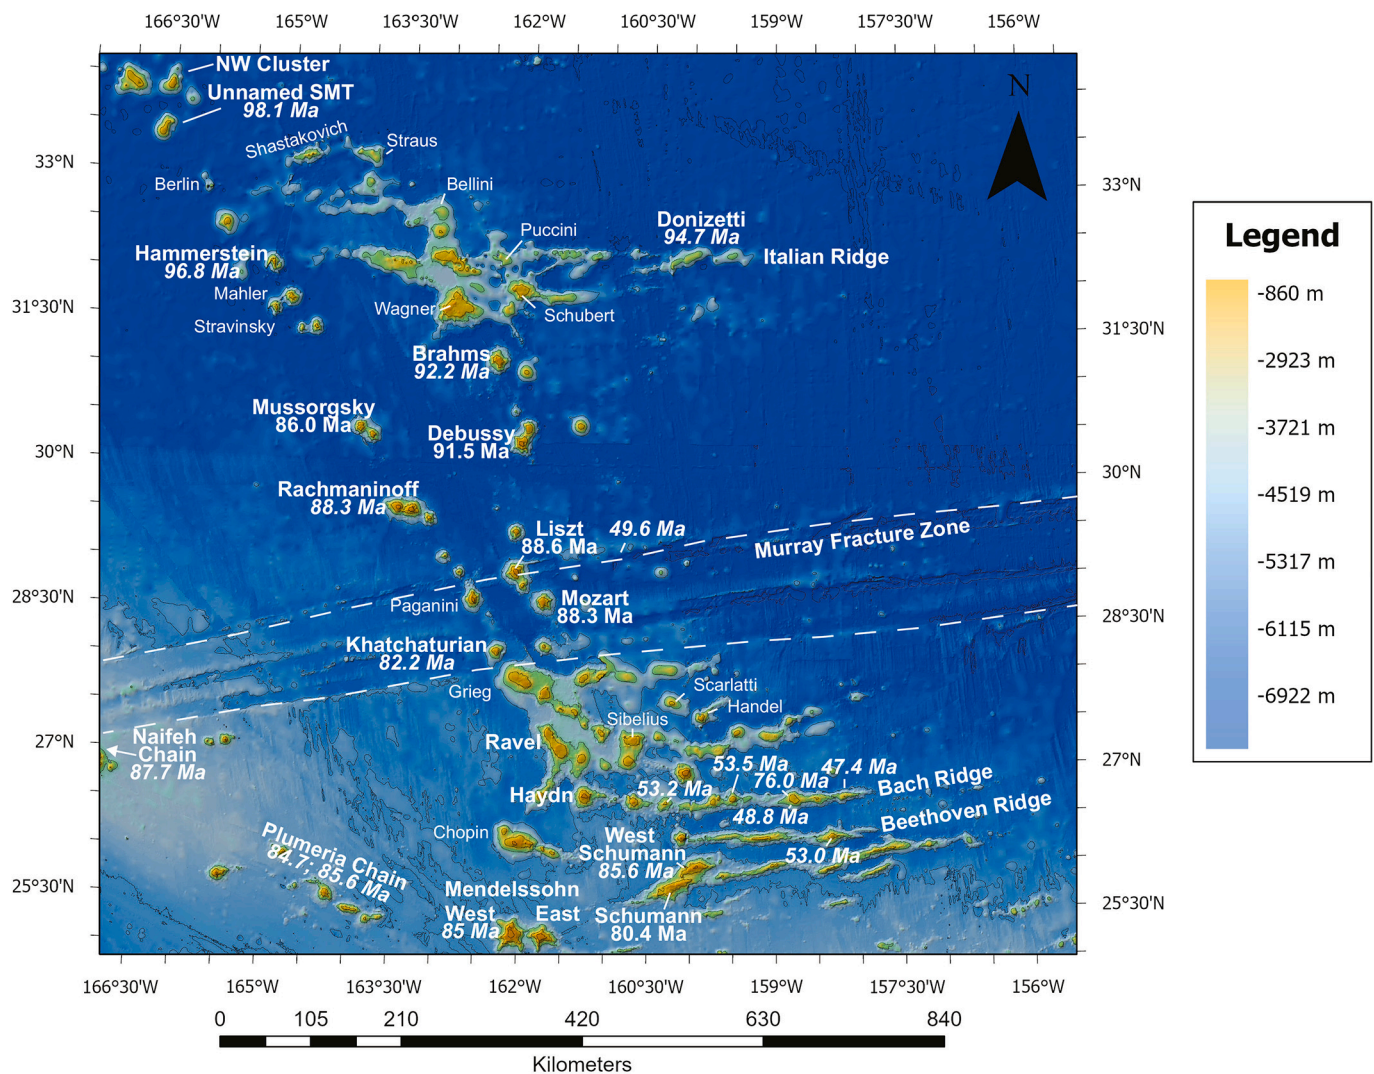 166°30'W 165°W 163°30'W 162°W 160°30'W 159°W 157°30'W 156°W
NW Cluster
Unnamed SMT
98.1 Ma
N
Shastakovich
Straus
33°N
Berlin
Bellini
33°N
Donizetti
94.7 Ma
Puccini
Italian Ridge
Hammerstein
96.8 Ma
Mahler
Wagner
Schubert
31°30'N
Stravinsky
31°30'N
Brahms
92.2 Ma
Mussorgsky
86.0 Ma
Debussy
91.5 Ma
30°N
30°N
Rachmaninoff
88.3 Ma
Liszt
88.6 Ma
49.6 Ma
Murray Fracture Zone
28°30'N
Paganini
Mozart
88.3 Ma
28°30'N
Khatchaturian
82.2 Ma
Grieg
Scarlatti
Handel
Sibelius
27°N
Naifeh
Chain
87.7 Ma
Ravel
27°N
53.5 Ma
47.4 Ma
76.0 Ma
53.2 Ma
Bach Ridge
Haydn
48.8 Ma
Beethoven Ridge
Chopin
West
Schumann
85.6 Ma
53.0 Ma
Plumeria Chain
84.7; 85.6 Ma
25°30'N
Mendelssohn
West East
85 Ma
Schumann
80.4 Ma
25°30'N
166°30'W 165°W 163°30'W 162°W 160°30'W 159°W 157°30'W 156°W
0 105 210 420 630 840
Kilometers
Legend
-860 m
-2923 m
-3721 m
-4519 m
-5317 m
-6115 m
-6922 m